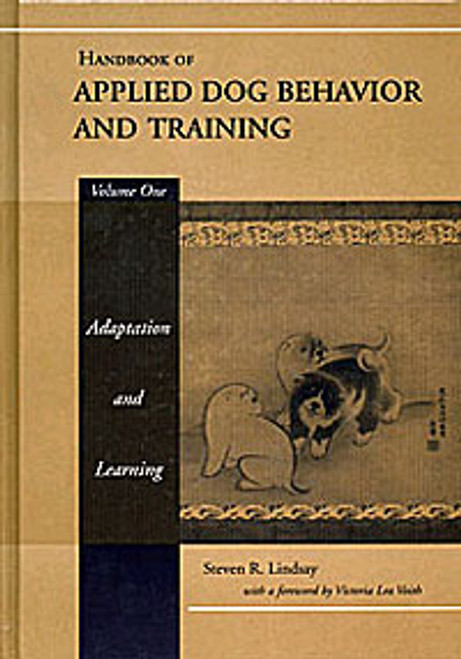 HANDBOOK OF
APPLIED DOG BEHAVIOR
AND TRAINING
Volume One
Adaptation
and
Learning
Steven R. Lindsay
with a foreword by Victoria Lea Voith